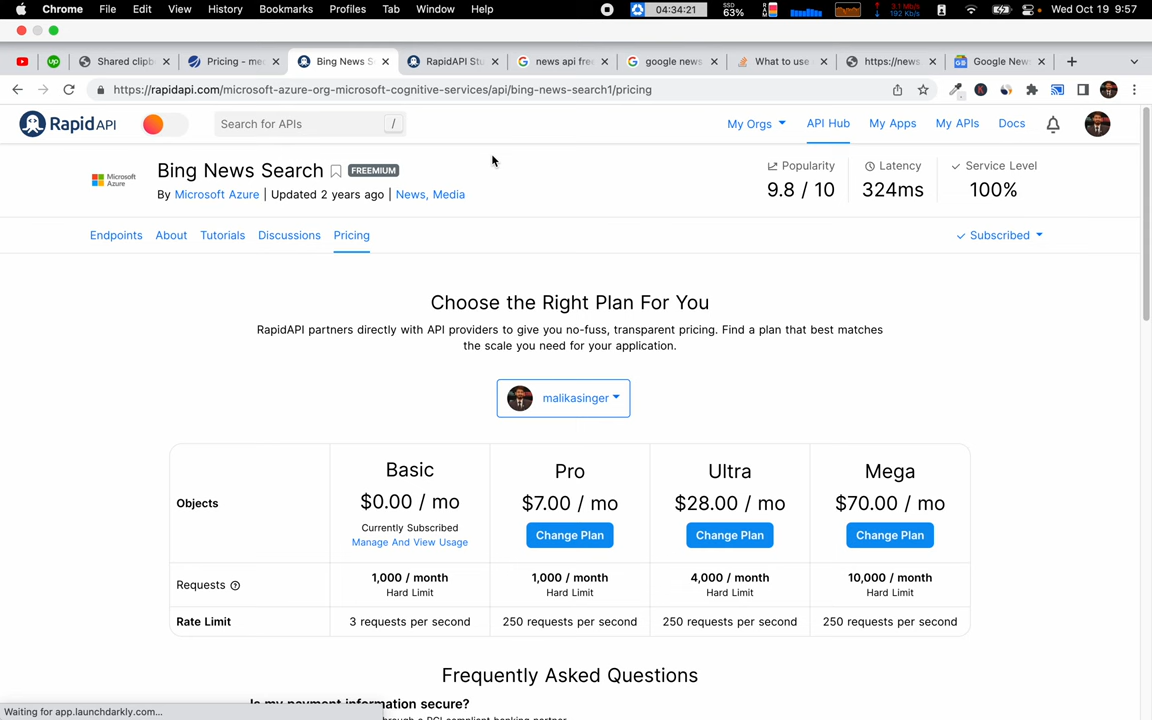 Chrome File Edit View History Bookmarks Profiles Tab Window Help 04:34:21 SSD 63% 3.1 Mb/s 192 Kb/s Wed Oct 19 9:57
Shared clipb Pricing - me Bing News S RapidAPI Stu news api fre google news What to use https://news Google New
https://rapidapi.com/microsoft-azure-org-microsoft-cognitive-services/api/bing-news-search1/pricing
RapidAPI Search for APIs / My Orgs API Hub My Apps My APIs Docs
Microsoft Azure
Bing News Search FREEMIUM
By Microsoft Azure | Updated 2 years ago | News, Media
Popularity Latency Service Level
9.8 / 10 324ms 100%
Endpoints About Tutorials Discussions Pricing Subscribed
Choose the Right Plan For You
RapidAPI partners directly with API providers to give you no-fuss, transparent pricing. Find a plan that best matches
the scale you need for your application.
malikasinger
Basic Pro Ultra Mega
Objects $0.00 / mo $7.00 / mo $28.00 / mo $70.00 / mo
Currently Subscribed
Manage And View Usage Change Plan Change Plan Change Plan
Requests 1,000 / month 1,000 / month 4,000 / month 10,000 / month
Hard Limit Hard Limit Hard Limit Hard Limit
Rate Limit 3 requests per second 250 requests per second 250 requests per second 250 requests per second
Frequently Asked Questions
Is my payment information secure?
Waiting for app.launchdarkly.com...